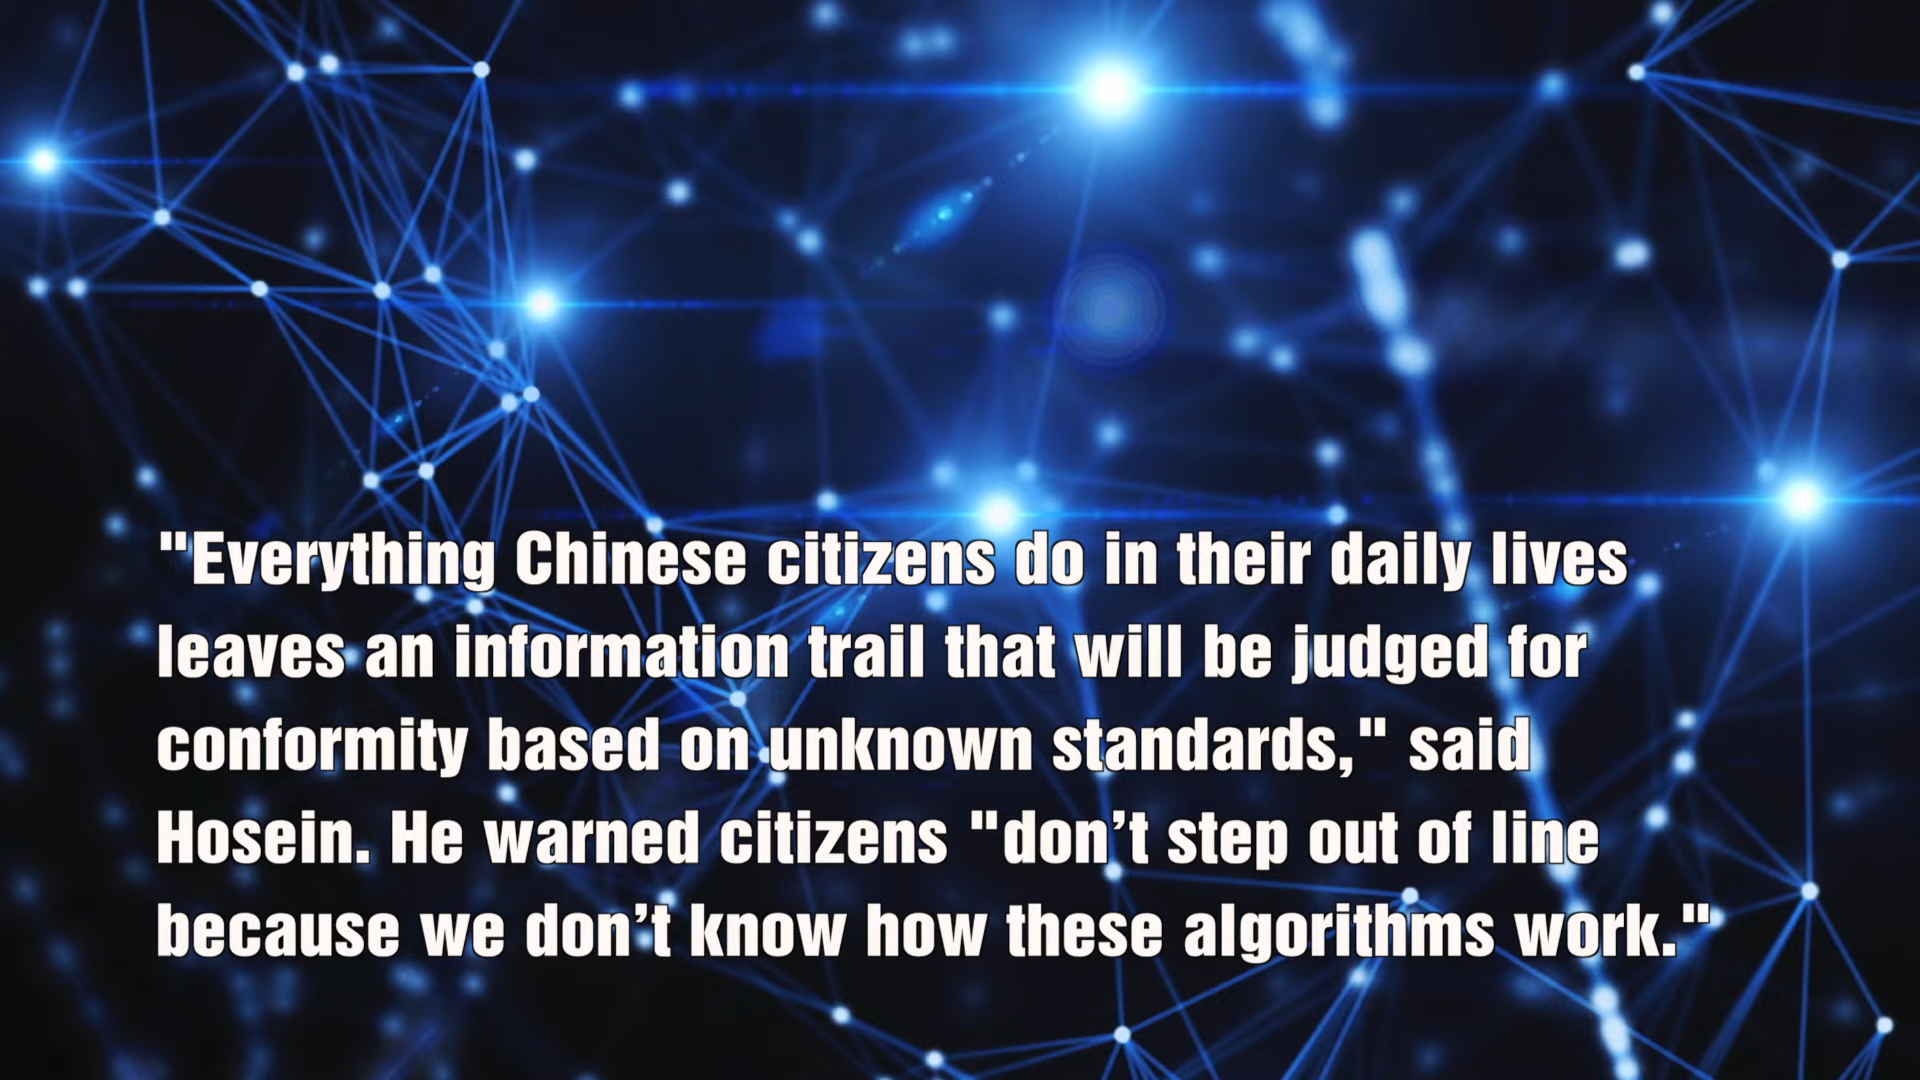 "Everything Chinese citizens do in their daily lives
leaves an information trail that will be judged for
conformity based on unknown standards," said
Hosein. He warned citizens "don’t step out of line
because we don’t know how these algorithms work."